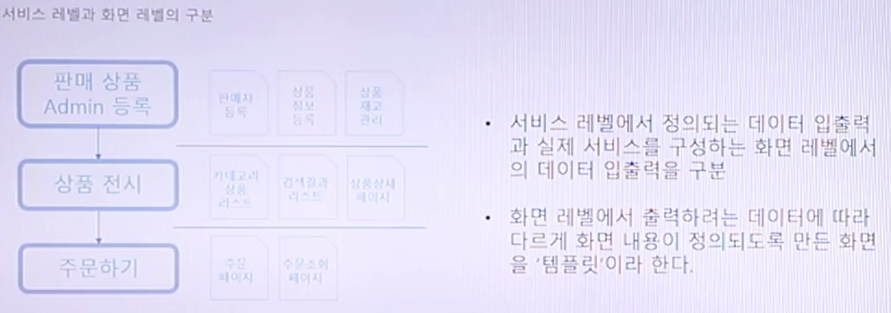 서비스 레벨과 화면 레벨의 구분
판매 상품
Admin 등록
판매자
등록
상품
정보
등록
상품
재고
관리
상품 전시
카테고리
상품
리스트
검색결과
리스트
상품상세
페이지
주문하기
주문
페이지
주문조회
페이지
• 서비스 레벨에서 정의되는 데이터 입출력
과 실제 서비스를 구성하는 화면 레벨에서
의 데이터 입출력을 구분
• 화면 레벨에서 출력하려는 데이터에 따라
다르게 화면 내용이 정의되도록 만든 화면
을 '템플릿'이라 한다.